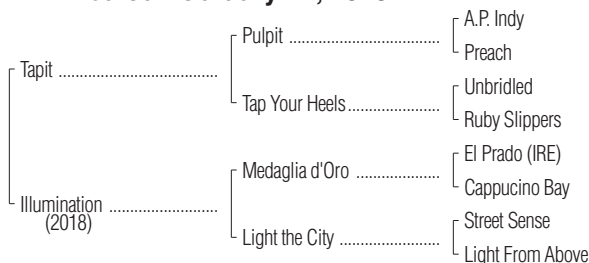 A.P. Indy
Pulpit
Preach
Tapit
Unbridled
Tap Your Heels
Ruby Slippers
El Prado (IRE)
Medaglia d'Oro
Cappucino Bay
Illumination
(2018)
Street Sense
Light the City
Light From Above